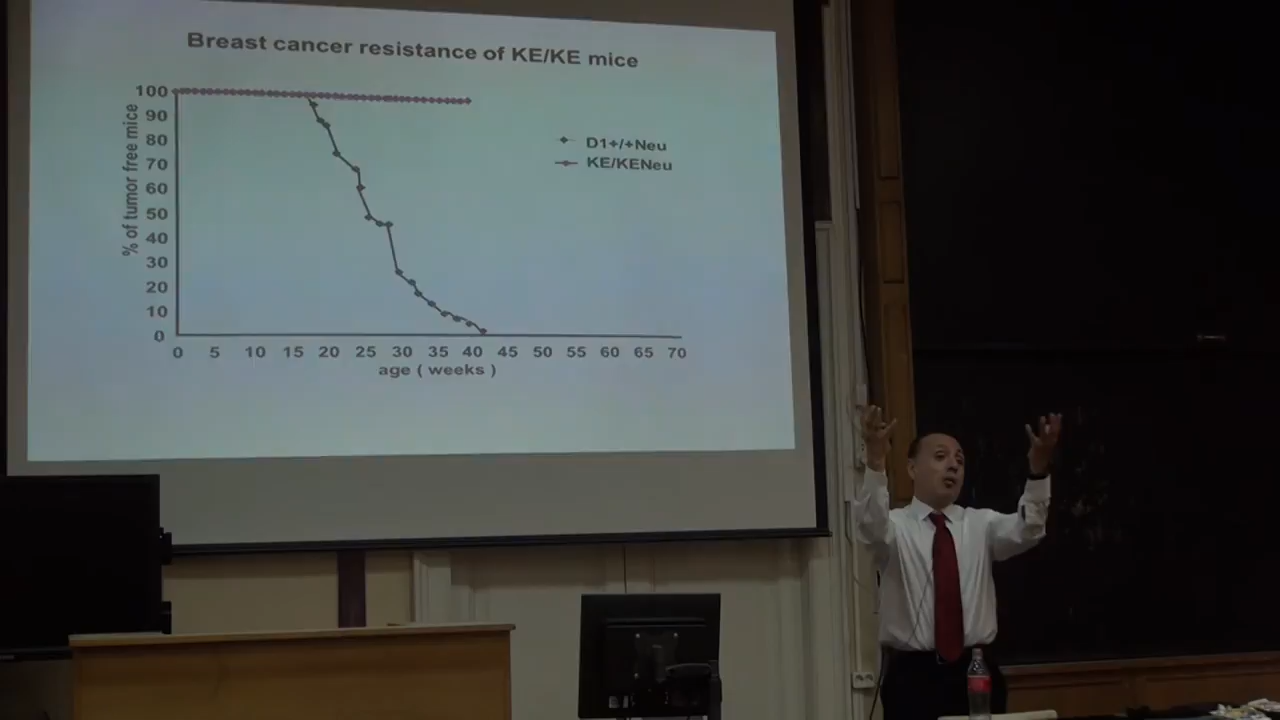 Breast cancer resistance of KE/KE mice
% of tumor free mice
100
90
80
70
60
50
40
30
20
10
0
0 5 10 15 20 25 30 35 40 45 50 55 60 65 70
age ( weeks )
D1+/+Neu
KE/KENeu